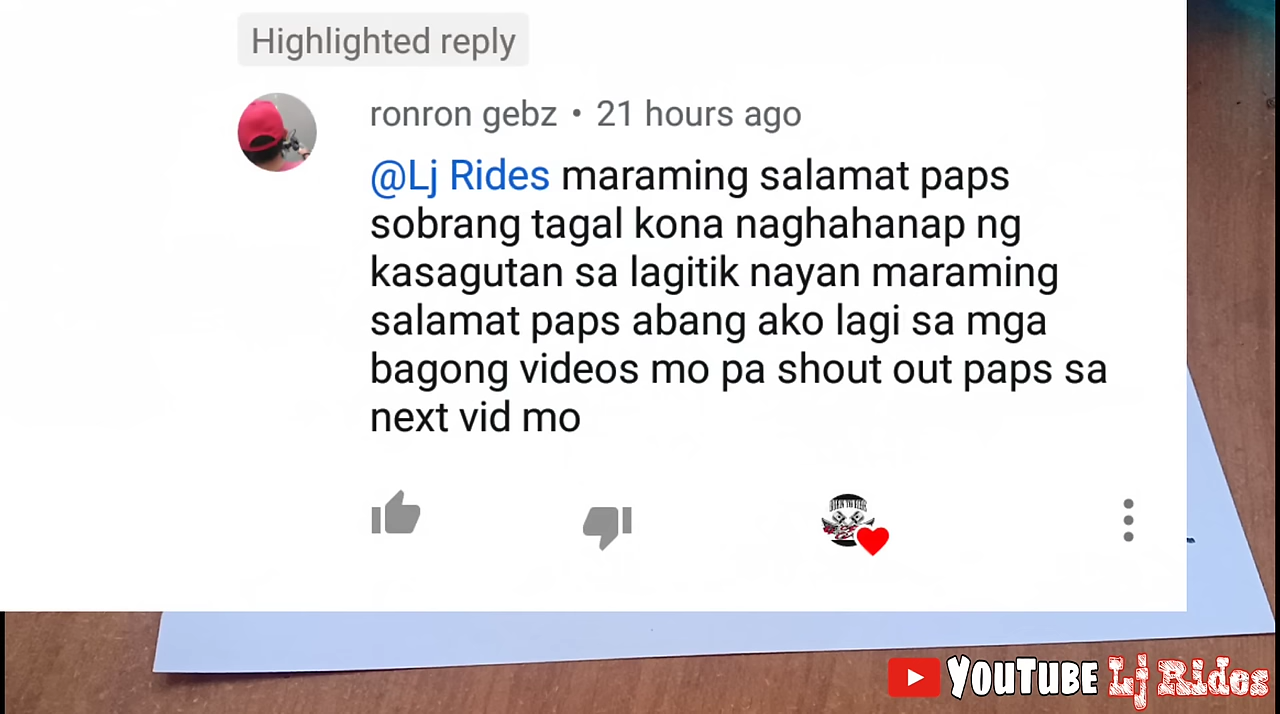 Highlighted reply
ronron gebz • 21 hours ago
@Lj Rides maraming salamat paps
sobrang tagal kona naghahanap ng
kasagutan sa lagitik nayan maraming
salamat paps abang ako lagi sa mga
bagong videos mo pa shout out paps sa
next vid mo
YouTube Lj Rides